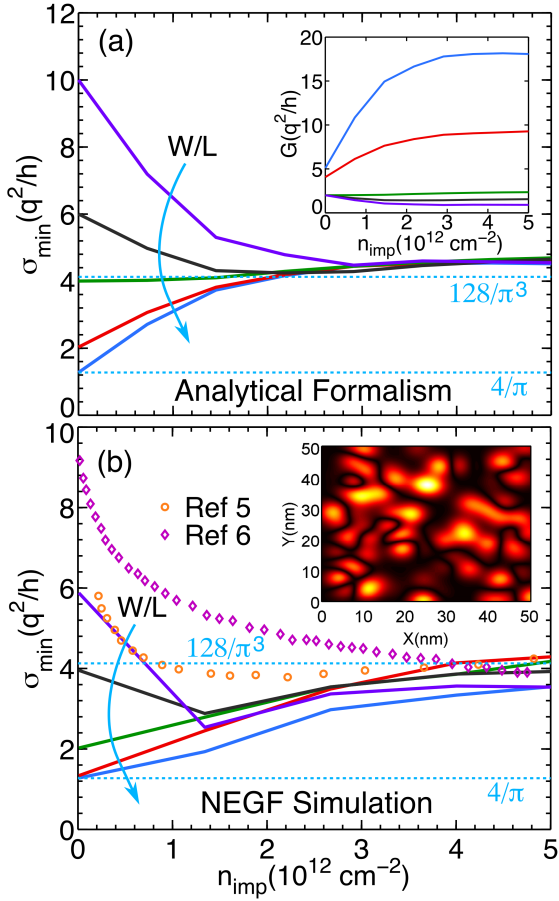 (a)
W/L
σmin(q²/h)
12
10
8
6
4
2
0
128/π³
4/π
Analytical Formalism
G(q²/h)
20
15
10
5
0
0 1 2 3 4 5
nimp(10¹² cm⁻²)
(b)
Ref 5
Ref 6
W/L
σmin(q²/h)
10
8
6
4
2
0
128/π³
4/π
NEGF Simulation
Y(nm)
50
40
30
20
10
0
0 10 20 30 40 50
X(nm)
0 1 2 3 4 5
nimp(10¹² cm⁻²)